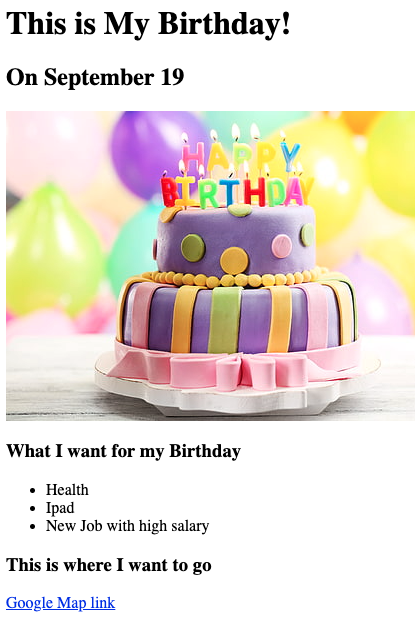 This is My Birthday!
On September 19
HAPPY
BIRTHDAY
What I want for my Birthday
Health
Ipad
New Job with high salary
This is where I want to go
Google Map link